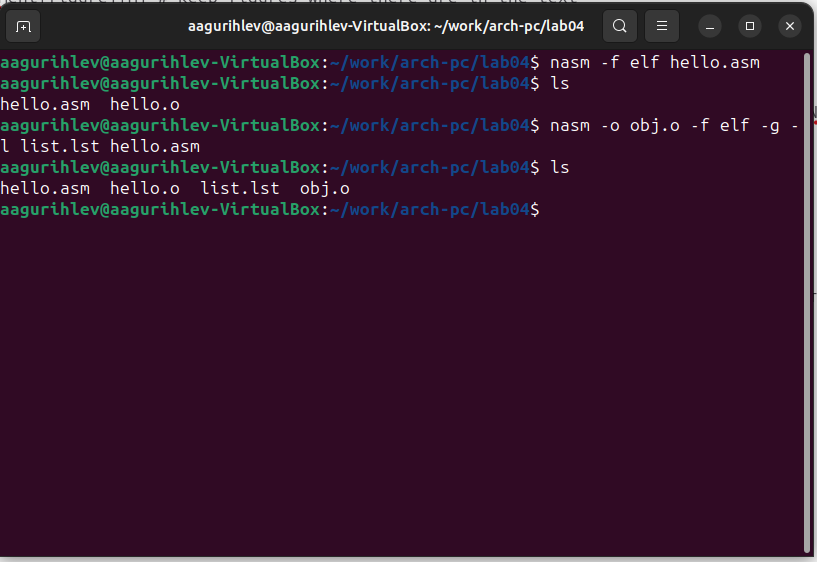 aagurihlev@aagurihlev-VirtualBox: ~/work/arch-pc/lab04
aagurihlev@aagurihlev-VirtualBox:~/work/arch-pc/lab04$ nasm -f elf hello.asm
aagurihlev@aagurihlev-VirtualBox:~/work/arch-pc/lab04$ ls
hello.asm  hello.o
aagurihlev@aagurihlev-VirtualBox:~/work/arch-pc/lab04$ nasm -o obj.o -f elf -g -
l list.lst hello.asm
aagurihlev@aagurihlev-VirtualBox:~/work/arch-pc/lab04$ ls
hello.asm  hello.o  list.lst  obj.o
aagurihlev@aagurihlev-VirtualBox:~/work/arch-pc/lab04$